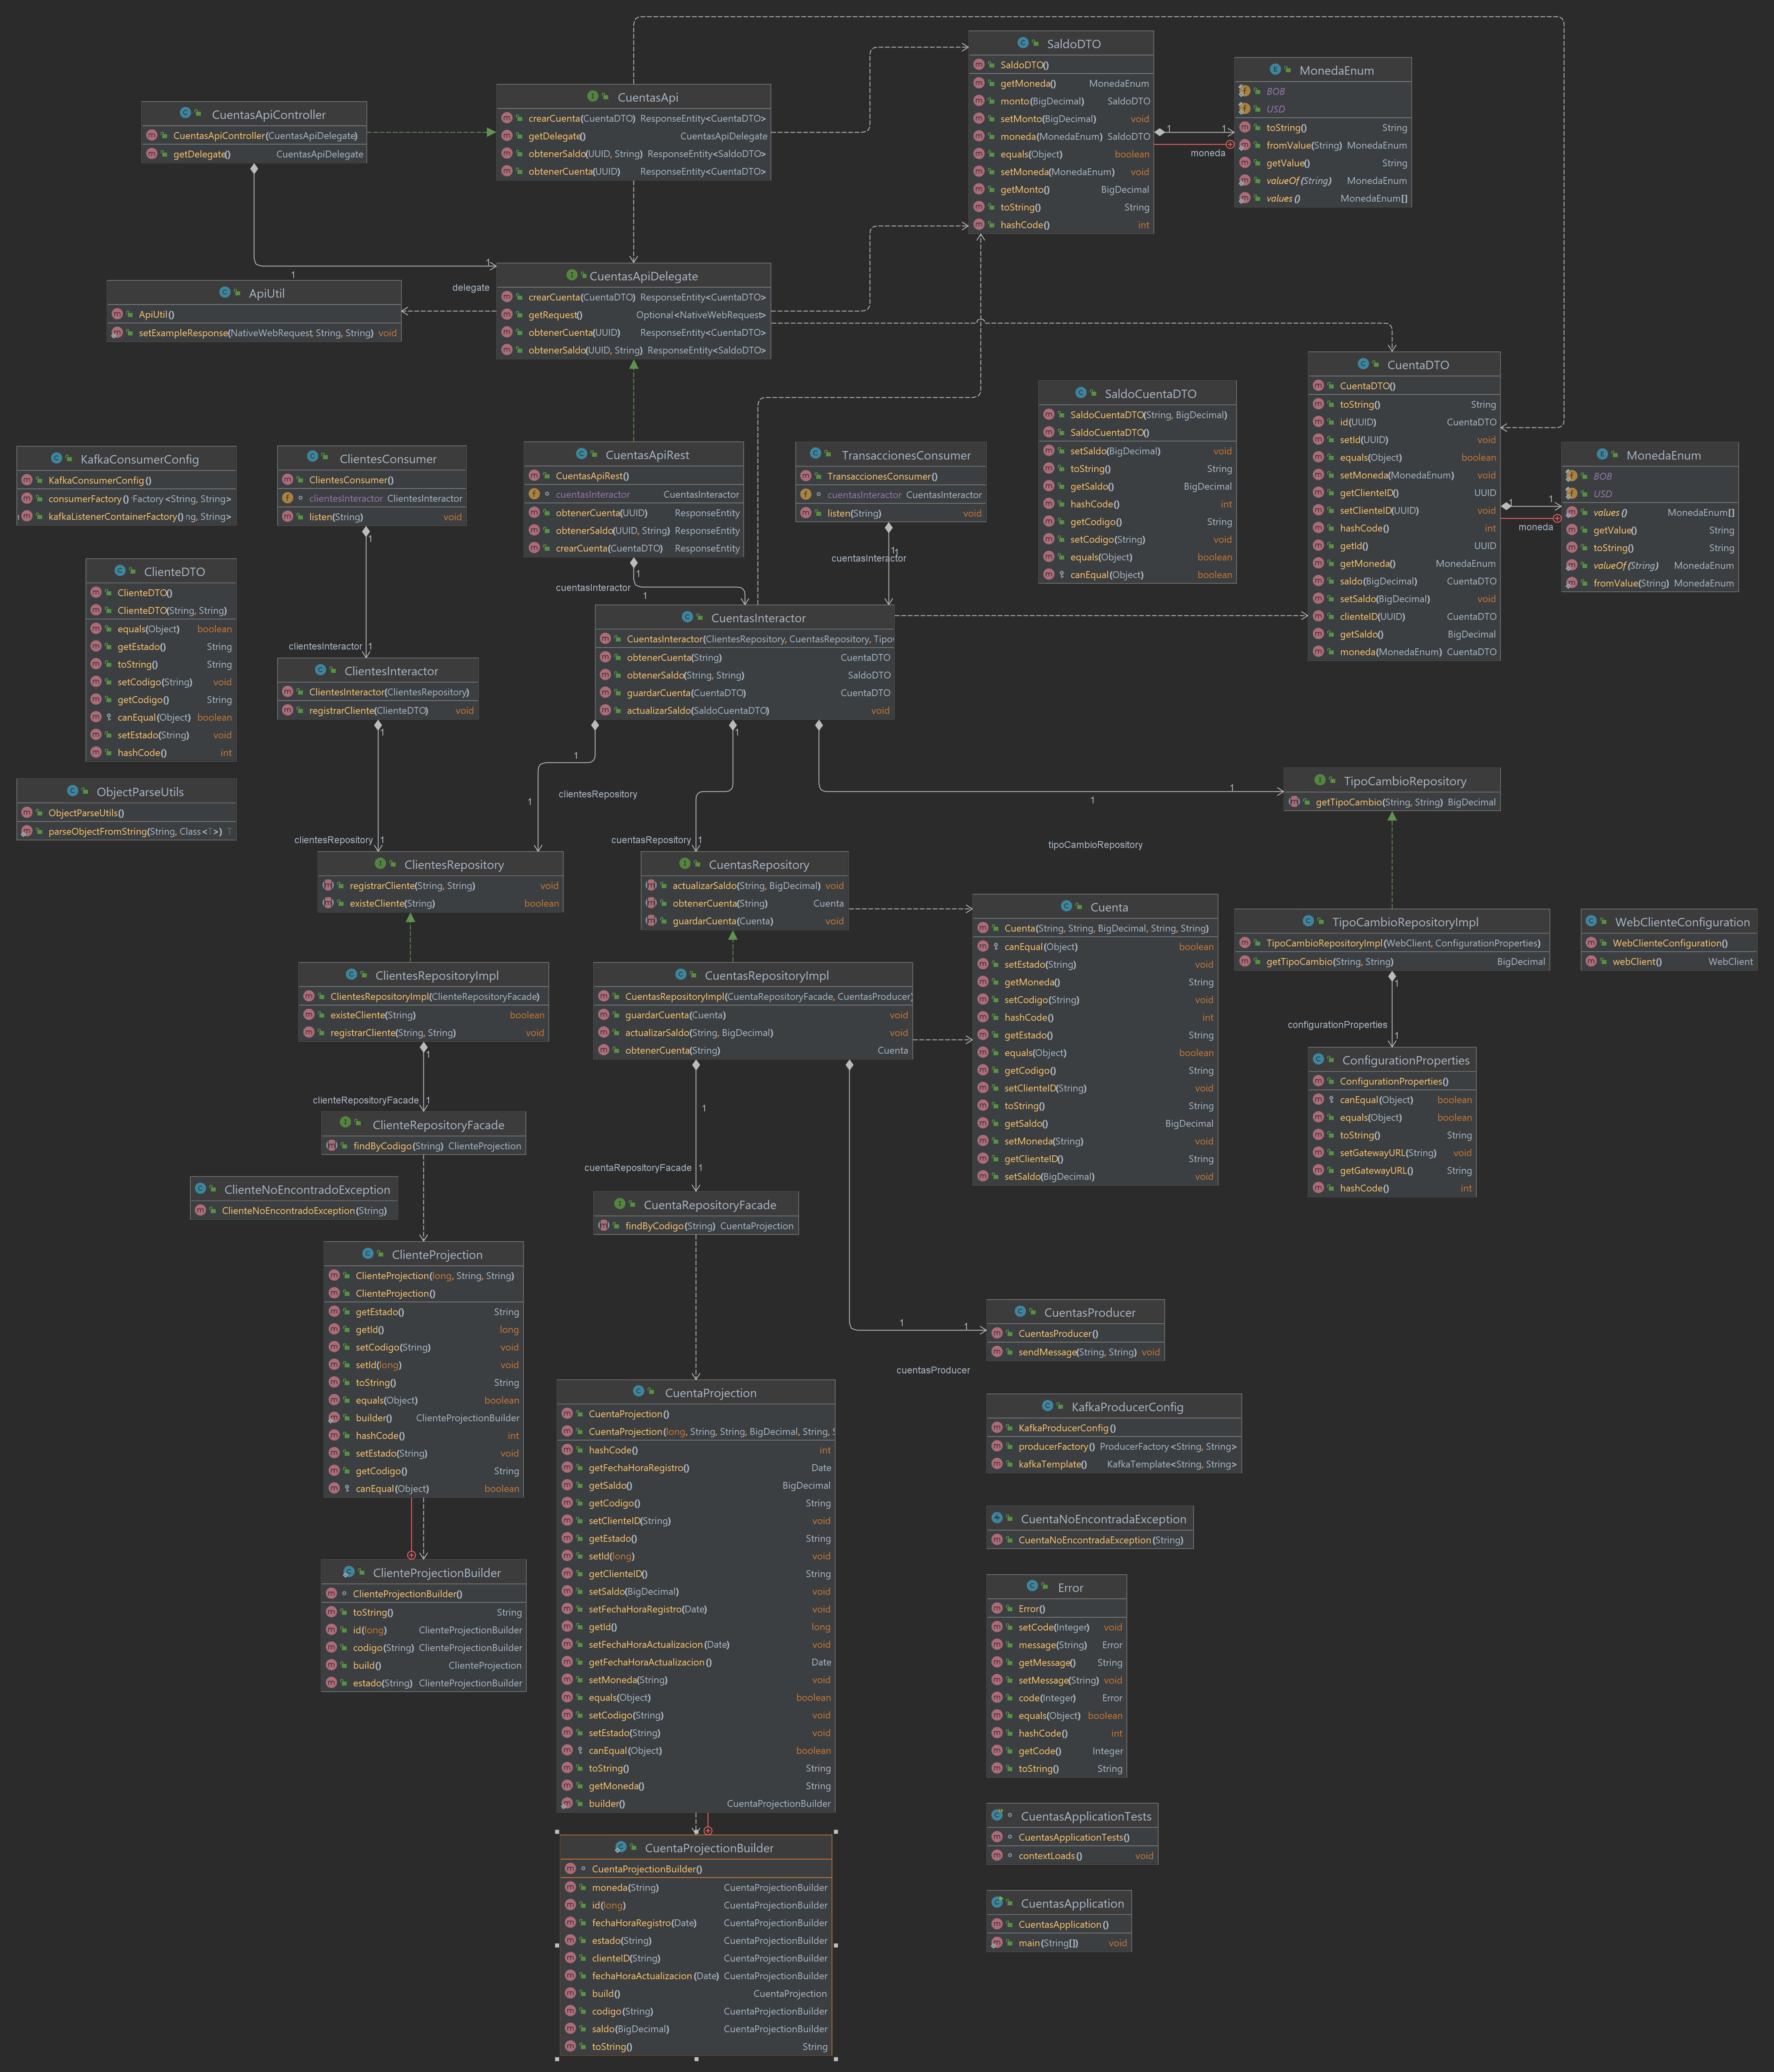 SaldoDTO
SaldoDTO()
getMoneda() MonedaEnum
monto(BigDecimal) SaldoDTO
setMonto(BigDecimal) void
moneda(MonedaEnum) SaldoDTO
equals(Object) boolean
setMoneda(MonedaEnum) void
getMonto() BigDecimal
toString() String
hashCode() int
MonedaEnum
BOB
USD
toString() String
fromValue(String) MonedaEnum
getValue() String
valueOf(String) MonedaEnum
values() MonedaEnum[]
1
1
moneda
CuentasApi
crearCuenta(CuentaDTO) ResponseEntity<CuentaDTO>
getDelegate() CuentasApiDelegate
obtenerSaldo(UUID, String) ResponseEntity<SaldoDTO>
obtenerCuenta(UUID) ResponseEntity<CuentaDTO>
CuentasApiController
CuentasApiController(CuentasApiDelegate)
getDelegate() CuentasApiDelegate
1
1
delegate
ApiUtil
ApiUtil()
setExampleResponse(NativeWebRequest, String, String) void
CuentasApiDelegate
crearCuenta(CuentaDTO) ResponseEntity<CuentaDTO>
getRequest() Optional<NativeWebRequest>
obtenerCuenta(UUID) ResponseEntity<CuentaDTO>
obtenerSaldo(UUID, String) ResponseEntity<SaldoDTO>
CuentaDTO
CuentaDTO()
toString() String
id(UUID) CuentaDTO
setId(UUID) void
equals(Object) boolean
setMoneda(MonedaEnum) void
getClienteID() UUID
setClienteID(UUID) void
hashCode() int
getId() UUID
getMoneda() MonedaEnum
saldo(BigDecimal) CuentaDTO
setSaldo(BigDecimal) void
clienteID(UUID) CuentaDTO
getSaldo() BigDecimal
moneda(MonedaEnum) CuentaDTO
1
1
moneda
MonedaEnum
BOB
USD
values() MonedaEnum[]
getValue() String
toString() String
valueOf(String) MonedaEnum
fromValue(String) MonedaEnum
SaldoCuentaDTO
SaldoCuentaDTO(String, BigDecimal)
SaldoCuentaDTO()
setSaldo(BigDecimal) void
toString() String
getSaldo() BigDecimal
hashCode() int
getCodigo() String
setCodigo(String) void
equals(Object) boolean
canEqual(Object) boolean
KafkaConsumerConfig
KafkaConsumerConfig()
consumerFactory() Factory<String, String>
kafkaListenerContainerFactory() ng, String>
ClientesConsumer
ClientesConsumer()
clientesInteractor ClientesInteractor
listen(String) void
1
clientesInteractor
1
CuentasApiRest
CuentasApiRest()
cuentasInteractor CuentasInteractor
obtenerCuenta(UUID) ResponseEntity
obtenerSaldo(UUID, String) ResponseEntity
crearCuenta(CuentaDTO) ResponseEntity
1
cuentasInteractor
1
TransaccionesConsumer
TransaccionesConsumer()
cuentasInteractor CuentasInteractor
listen(String) void
1
1
cuentasInteractor
ClienteDTO
ClienteDTO()
ClienteDTO(String, String)
equals(Object) boolean
getEstado() String
toString() String
setCodigo(String) void
getCodigo() String
canEqual(Object) boolean
setEstado(String) void
hashCode() int
ObjectParseUtils
ObjectParseUtils()
parseObjectFromString(String, Class<T>) T
ClientesInteractor
ClientesInteractor(ClientesRepository)
registrarCliente(ClienteDTO) void
1
clientesRepository
1
CuentasInteractor
CuentasInteractor(ClientesRepository, CuentasRepository, Tipo
obtenerCuenta(String) CuentaDTO
obtenerSaldo(String, String) SaldoDTO
guardarCuenta(CuentaDTO) CuentaDTO
actualizarSaldo(SaldoCuentaDTO) void
1
1
clientesRepository
1
cuentasRepository
1
1
1
tipoCambioRepository
TipoCambioRepository
getTipoCambio(String, String) BigDecimal
ClientesRepository
registrarCliente(String, String) void
existeCliente(String) boolean
CuentasRepository
actualizarSaldo(String, BigDecimal) void
obtenerCuenta(String) Cuenta
guardarCuenta(Cuenta) void
Cuenta
Cuenta(String, String, BigDecimal, String, String)
canEqual(Object) boolean
setEstado(String) void
getMoneda() String
setCodigo(String) void
hashCode() int
getEstado() String
equals(Object) boolean
getCodigo() String
setClienteID(String) void
toString() String
getSaldo() BigDecimal
setMoneda(String) void
getClienteID() String
setSaldo(BigDecimal) void
TipoCambioRepositoryImpl
TipoCambioRepositoryImpl(WebClient, ConfigurationProperties)
getTipoCambio(String, String) BigDecimal
1
configurationProperties
1
WebClienteConfiguration
WebClienteConfiguration()
webClient() WebClient
ConfigurationProperties
ConfigurationProperties()
canEqual(Object) boolean
equals(Object) boolean
toString() String
setGatewayURL(String) void
getGatewayURL() String
hashCode() int
ClientesRepositoryImpl
ClientesRepositoryImpl(ClienteRepositoryFacade)
existeCliente(String) boolean
registrarCliente(String, String) void
1
clienteRepositoryFacade
1
CuentasRepositoryImpl
CuentasRepositoryImpl(CuentaRepositoryFacade, CuentasProducer)
guardarCuenta(Cuenta) void
actualizarSaldo(String, BigDecimal) void
obtenerCuenta(String) Cuenta
1
cuentaRepositoryFacade
1
ClienteRepositoryFacade
findByCodigo(String) ClienteProjection
ClienteNoEncontradoException
ClienteNoEncontradoException(String)
CuentaRepositoryFacade
findByCodigo(String) CuentaProjection
1
1
cuentasProducer
ClienteProjection
ClienteProjection(long, String, String)
ClienteProjection()
getEstado() String
getId() long
setCodigo(String) void
setId(long) void
toString() String
equals(Object) boolean
builder() ClienteProjectionBuilder
hashCode() int
setEstado(String) void
getCodigo() String
canEqual(Object) boolean
ClienteProjectionBuilder
ClienteProjectionBuilder()
toString() String
id(long) ClienteProjectionBuilder
codigo(String) ClienteProjectionBuilder
build() ClienteProjection
estado(String) ClienteProjectionBuilder
CuentasProducer
CuentasProducer()
sendMessage(String, String) void
CuentaProjection
CuentaProjection()
CuentaProjection(long, String, String, BigDecimal, String, S
hashCode() int
getFechaHoraRegistro() Date
getSaldo() BigDecimal
getCodigo() String
setClienteID(String) void
getEstado() String
setId(long) void
getClienteID() String
setSaldo(BigDecimal) void
setFechaHoraRegistro(Date) void
getId() long
setFechaHoraActualizacion(Date) void
getFechaHoraActualizacion() Date
setMoneda(String) void
equals(Object) boolean
setCodigo(String) void
setEstado(String) void
canEqual(Object) boolean
toString() String
getMoneda() String
builder() CuentaProjectionBuilder
CuentaProjectionBuilder
CuentaProjectionBuilder()
moneda(String) CuentaProjectionBuilder
id(long) CuentaProjectionBuilder
fechaHoraRegistro(Date) CuentaProjectionBuilder
estado(String) CuentaProjectionBuilder
clienteID(String) CuentaProjectionBuilder
fechaHoraActualizacion(Date) CuentaProjectionBuilder
build() CuentaProjection
codigo(String) CuentaProjectionBuilder
saldo(BigDecimal) CuentaProjectionBuilder
toString() String
KafkaProducerConfig
KafkaProducerConfig()
producerFactory() ProducerFactory<String, String>
kafkaTemplate() KafkaTemplate<String, String>
CuentaNoEncontradaException
CuentaNoEncontradaException(String)
Error
Error()
setCode(Integer) void
message(String) Error
getMessage() String
setMessage(String) void
code(Integer) Error
equals(Object) boolean
hashCode() int
getCode() Integer
toString() String
CuentasApplicationTests
CuentasApplicationTests()
contextLoads() void
CuentasApplication
CuentasApplication()
main(String[]) void